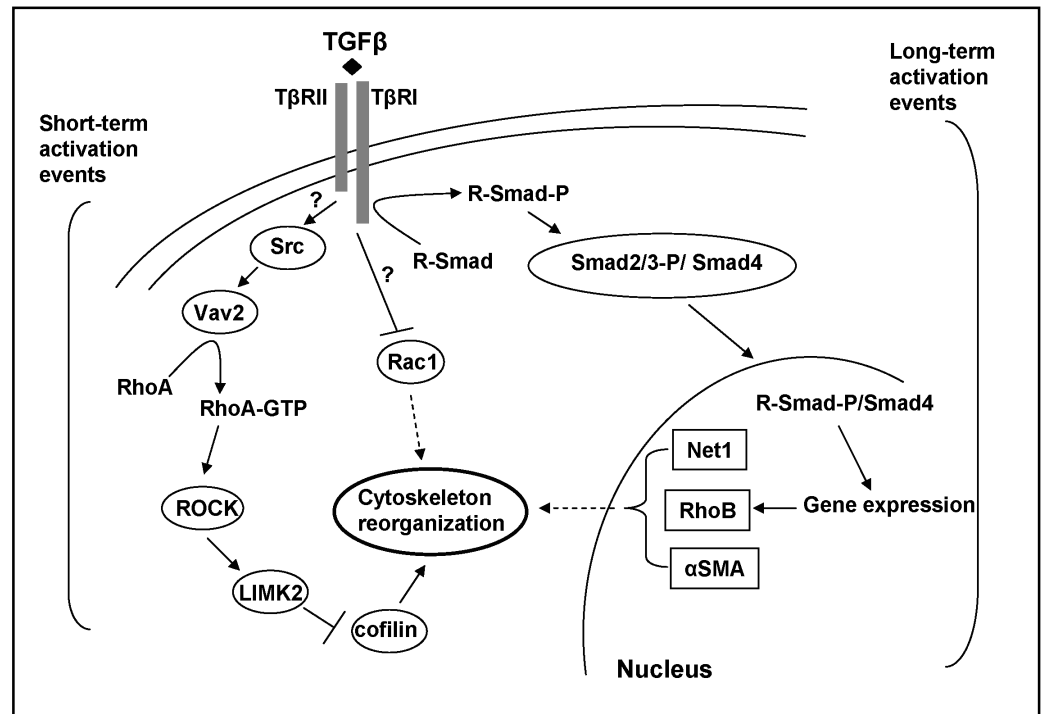 TGFβ
TβRII
TβRI
Long-term
activation
events
Short-term
activation
events
?
R-Smad-P
Src
R-Smad
Smad2/3-P/ Smad4
?
Vav2
Rac1
RhoA
RhoA-GTP
R-Smad-P/Smad4
Net1
Cytoskeleton
reorganization
ROCK
RhoB
Gene expression
αSMA
LIMK2
cofilin
Nucleus